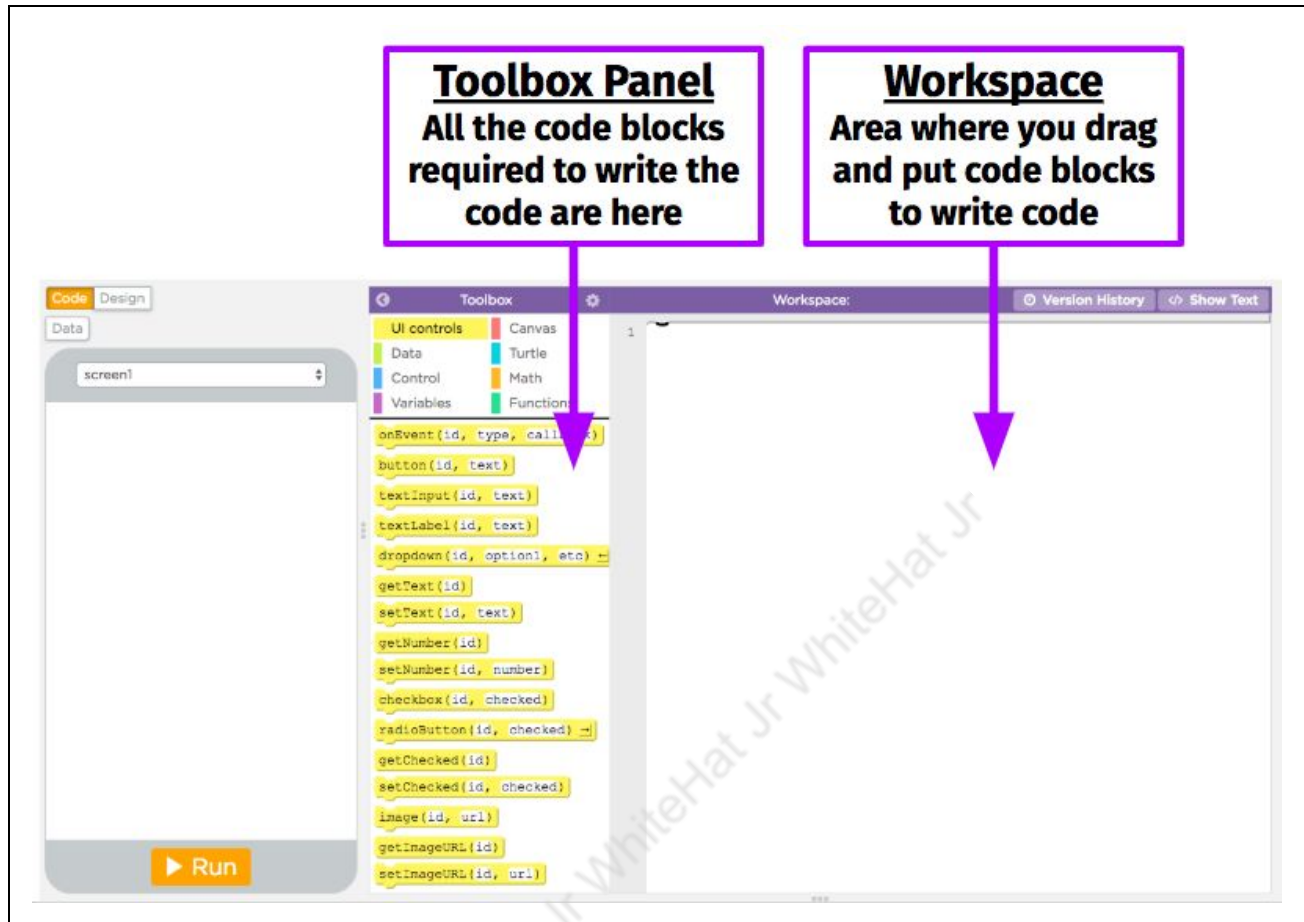 Toolbox Panel
All the code blocks
required to write the
code are here
Workspace
Area where you drag
and put code blocks
to write code
Code Design
Data
screen1
Run
Toolbox
UI controls Canvas
Data Turtle
Control Math
Variables Function
onEvent(id, type, call
button(id, text)
textInput(id, text)
textLabel(id, text)
dropdown(id, option1, etc)
getText(id)
setText(id, text)
getNumber(id)
setNumber(id, number)
checkbox(id, checked)
radioButton(id, checked)
getChecked(id)
setChecked(id, checked)
image(id, url)
getImageURL(id)
setImageURL(id, url)
Workspace: Version History </> Show Text
1
Jr WhiteHat Jr WhiteHat Jr